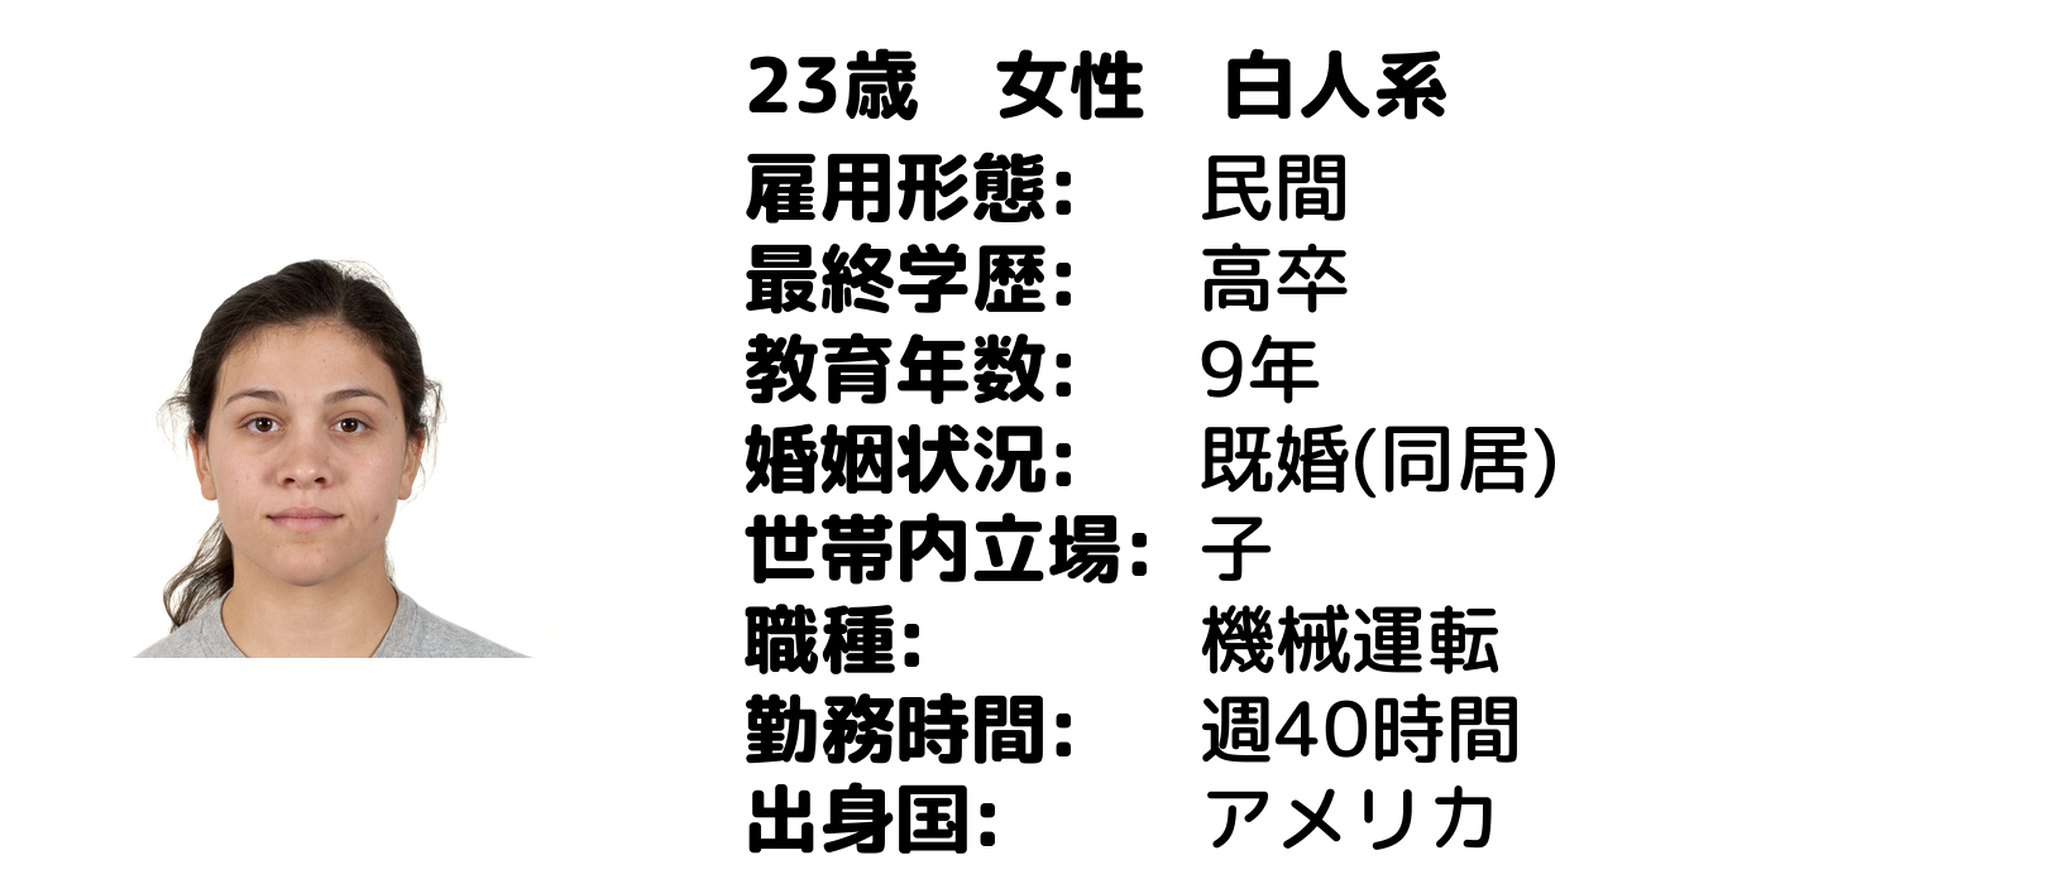 23歳　女性　白人系
雇用形態: 民間
最終学歴: 高卒
教育年数: 9年
婚姻状況: 既婚(同居)
世帯内立場: 子
職種: 機械運転
勤務時間: 週40時間
出身国: アメリカ